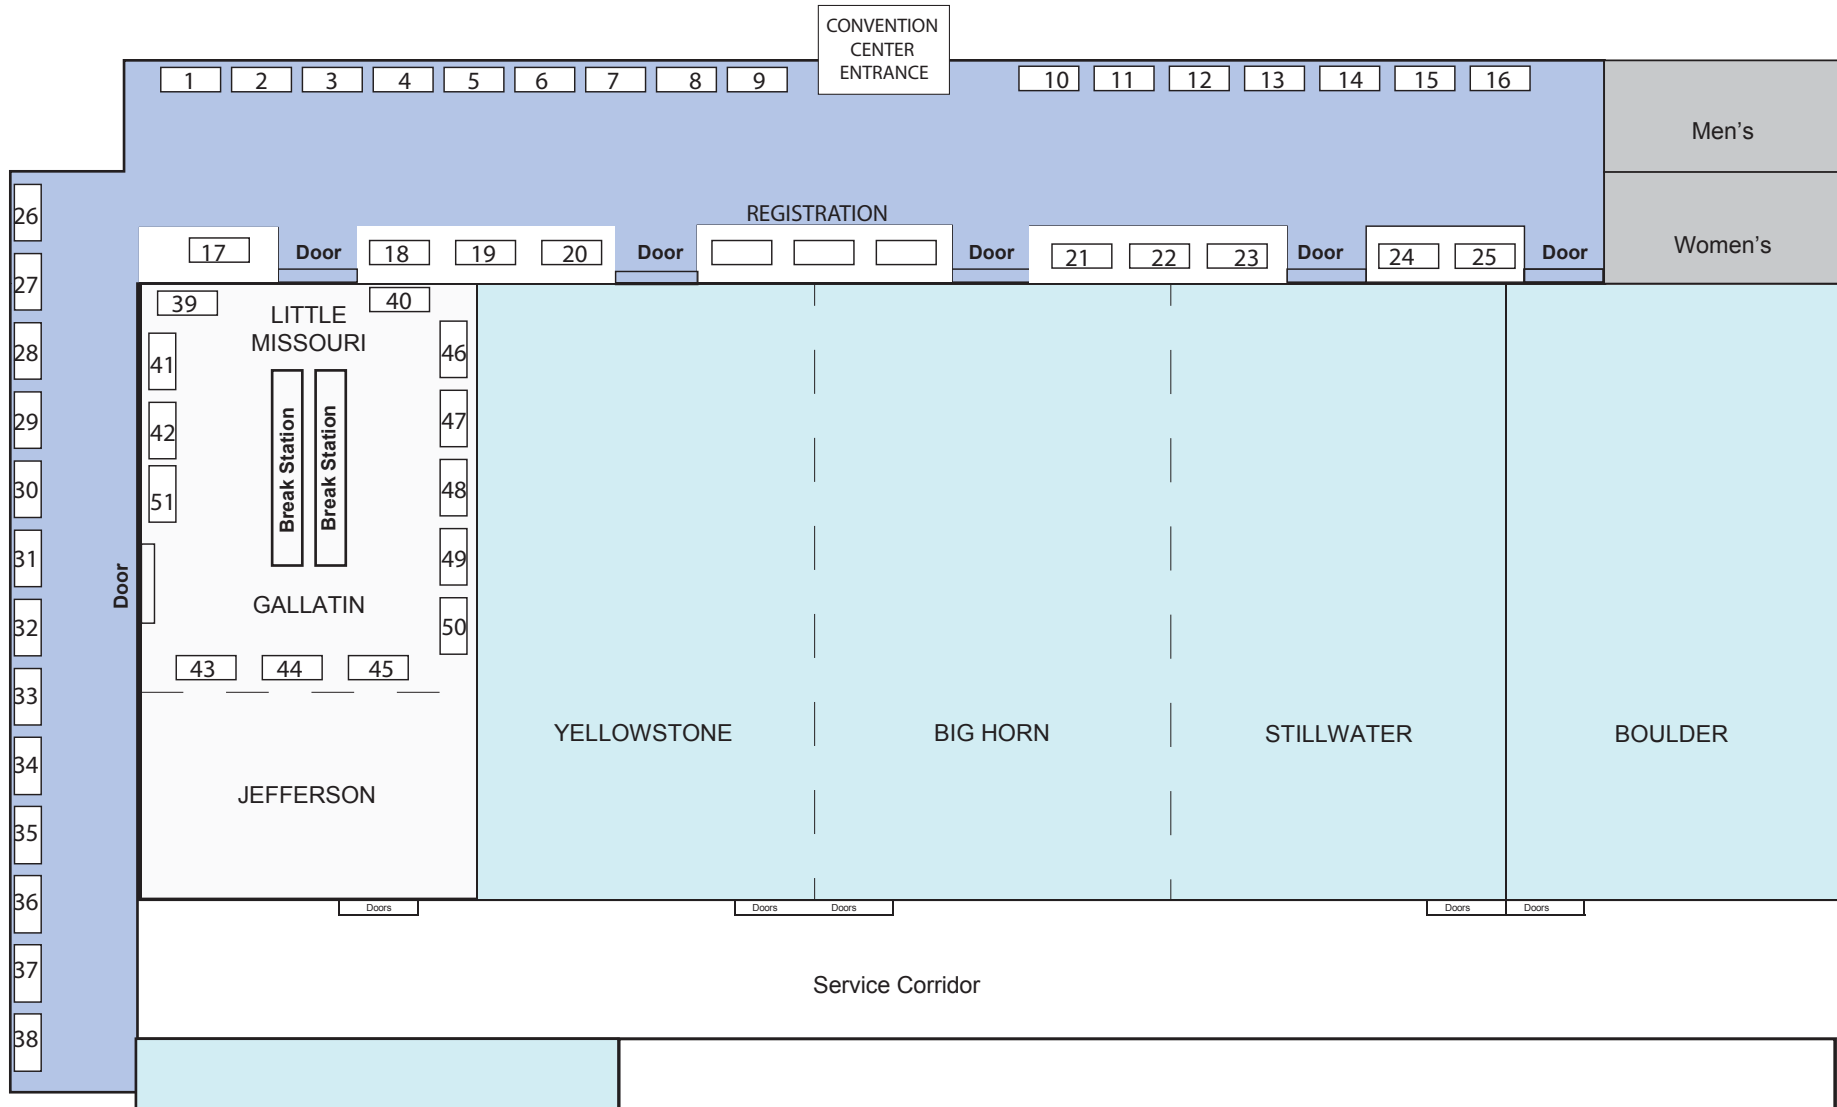 CONVENTION
CENTER
ENTRANCE
1 2 3 4 5 6 7 8 9
10 11 12 13 14 15 16
Men’s
Women’s
REGISTRATION
17 Door 18 19 20 Door Door 21 22 23 Door 24 25 Door
26
27
28
29
30
31
32
33
34
35
36
37
38
Door
39
40
LITTLE
MISSOURI
41
42
51
Break Station
Break Station
46
47
48
49
50
GALLATIN
43 44 45
JEFFERSON
YELLOWSTONE
BIG HORN
STILLWATER
BOULDER
Doors
Doors Doors
Doors Doors
Service Corridor